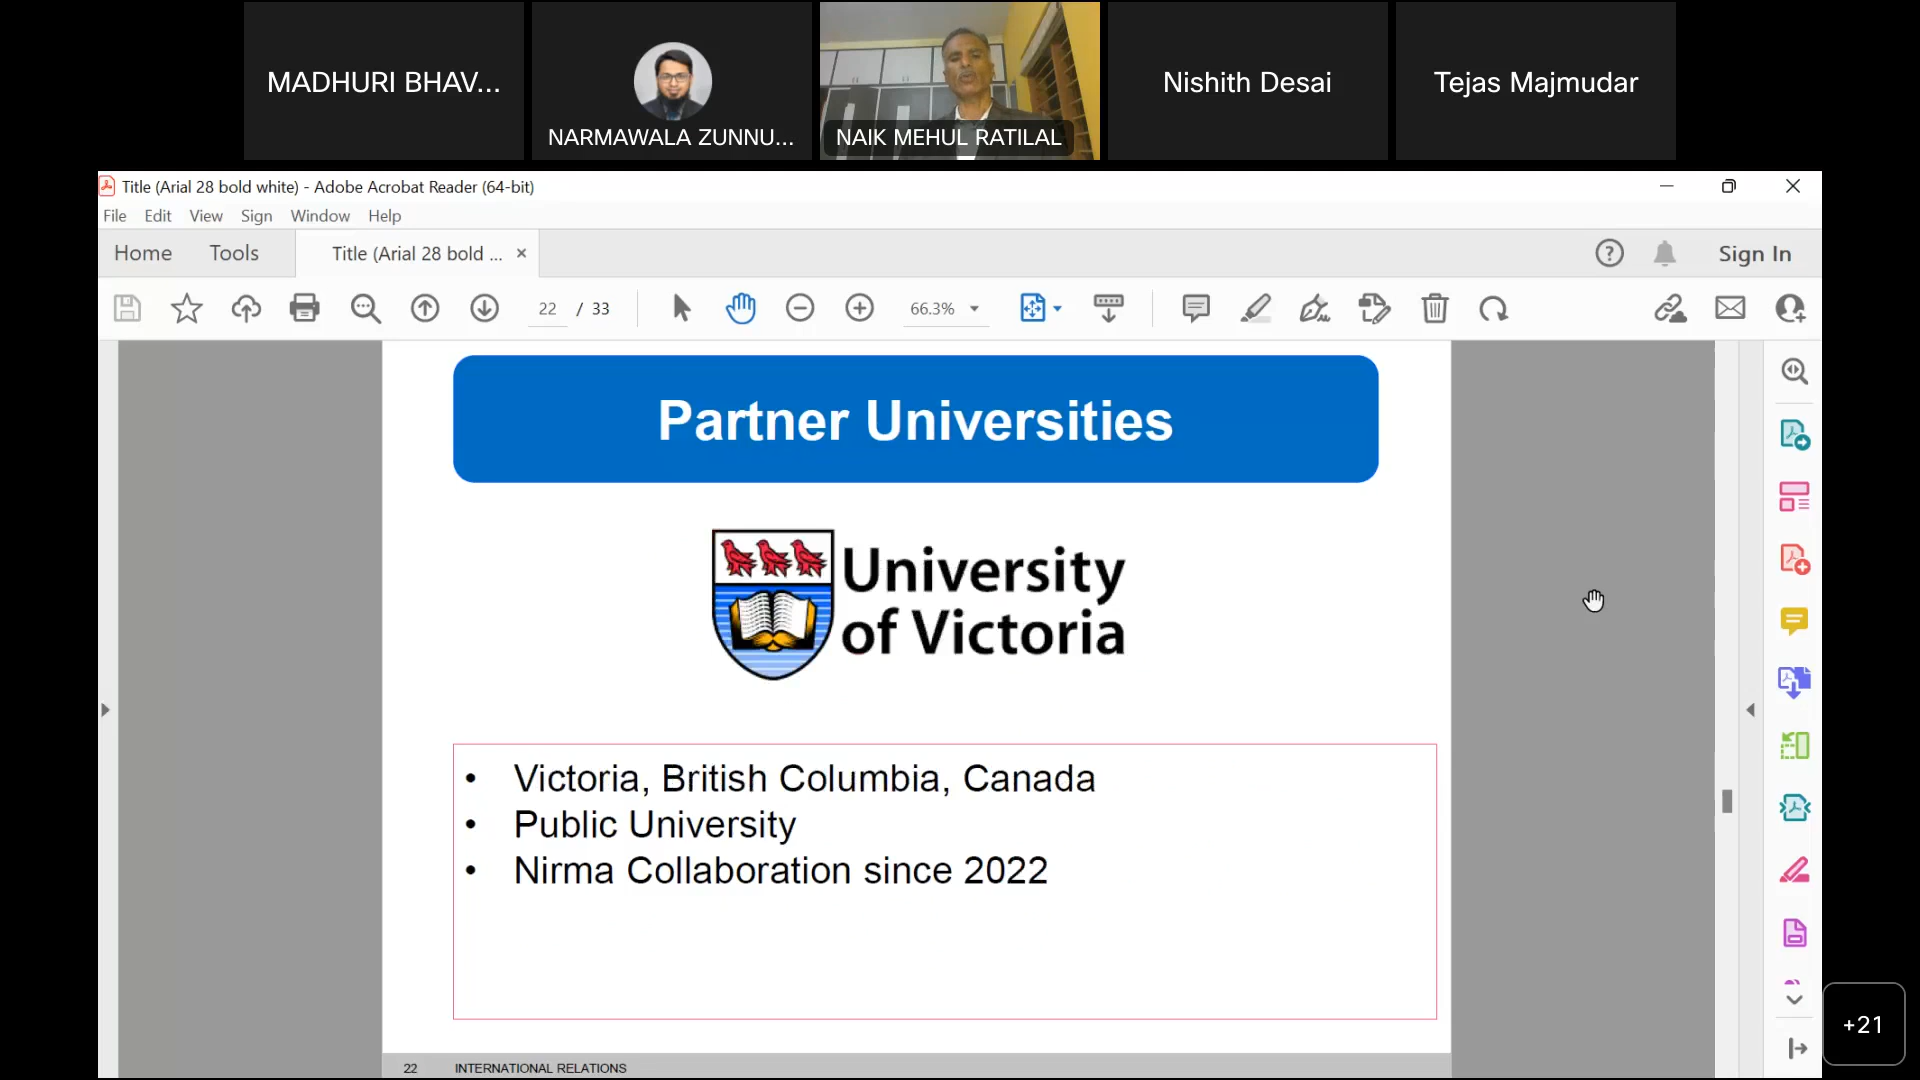 MADHURI BHAV...
NARMAWALA ZUNNU...
NAIK MEHUL RATILAL
Nishith Desai
Tejas Majmudar
Title (Arial 28 bold white) - Adobe Acrobat Reader (64-bit)
File Edit View Sign Window Help
Home Tools Title (Arial 28 bold ... Sign In
22 / 33 66.3%
Partner Universities
University
of Victoria
• Victoria, British Columbia, Canada
• Public University
• Nirma Collaboration since 2022
22 INTERNATIONAL RELATIONS
+21